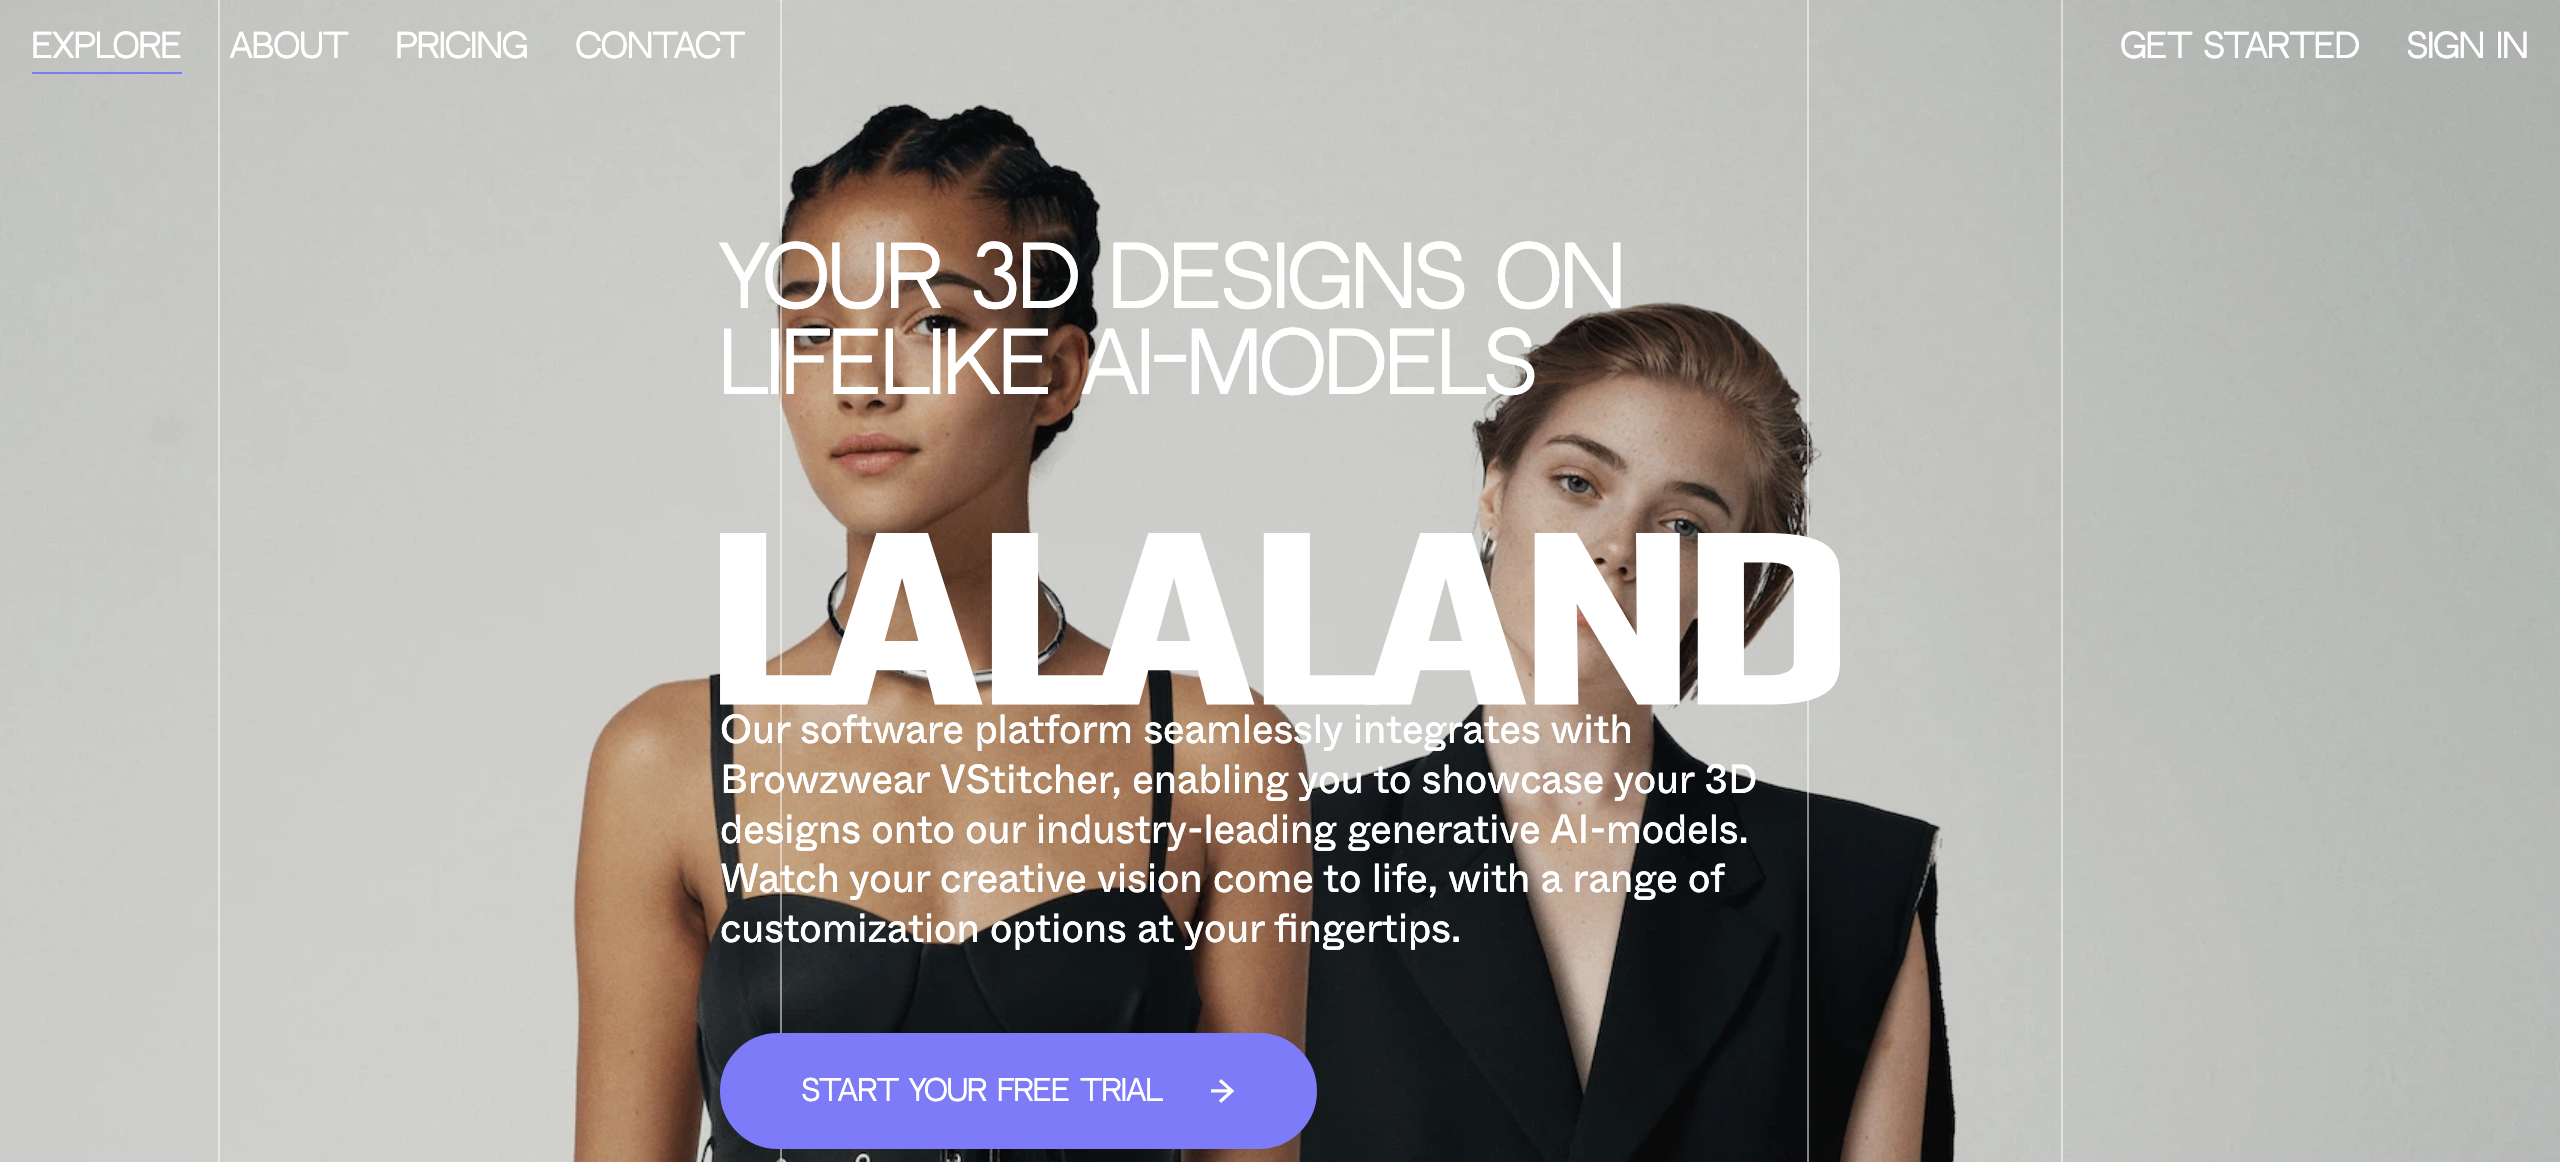 EXPLORE ABOUT PRICING CONTACT GET STARTED SIGN IN
YOUR 3D DESIGNS ON
LIFELIKE AI-MODELS
LALALAND
Our software platform seamlessly integrates with
Browzwear VStitcher, enabling you to showcase your 3D
designs onto our industry-leading generative AI-models.
Watch your creative vision come to life, with a range of
customization options at your fingertips.
START YOUR FREE TRIAL →